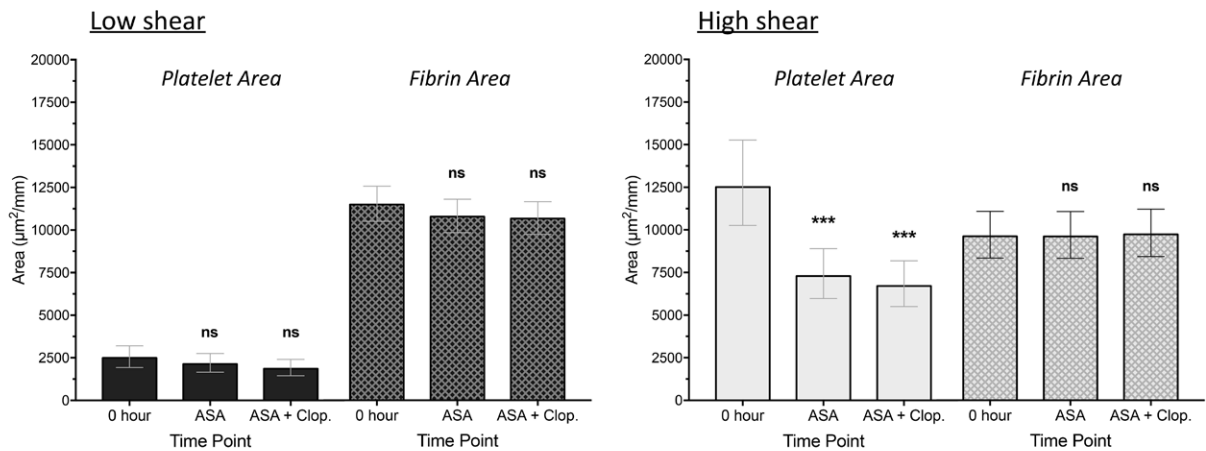 Low shear
Platelet Area
Fibrin Area
20000
17500
15000
12500
10000
7500
5000
2500
0
Area (µm²/mm)
ns
ns
ns
ns
0 hour
ASA
ASA + Clop.
0 hour
ASA
ASA + Clop.
Time Point
Time Point
High shear
Platelet Area
Fibrin Area
20000
17500
15000
12500
10000
7500
5000
2500
0
Area (µm²/mm)
***
***
ns
ns
0 hour
ASA
ASA + Clop.
0 hour
ASA
ASA + Clop.
Time Point
Time Point